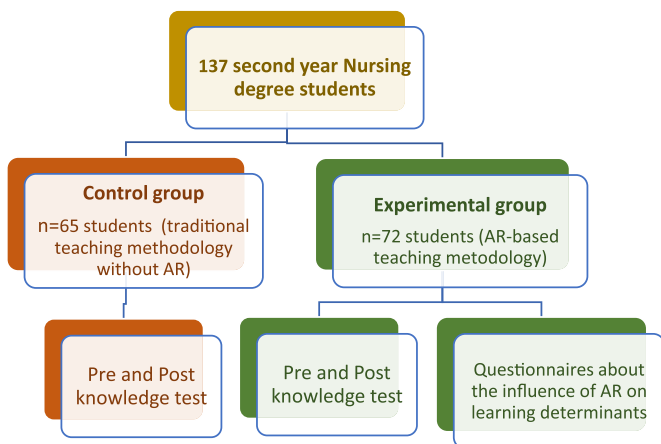 137 second year Nursing
degree students
Control group
n=65 students (traditional
teaching methodology
without AR)
Experimental group
n=72 students (AR-based
teaching metodology)
Pre and Post
knowledge test
Pre and Post
knowledge test
Questionnaires about
the influence of AR on
learning determinants